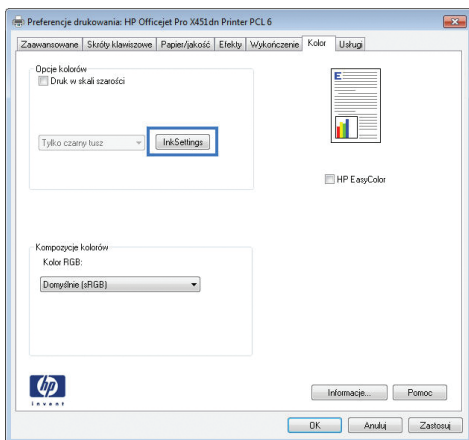 Preferencje drukowania: HP Officejet Pro X451dn Printer PCL 6
Zaawansowane Skróty klawiszowe Papier/jakość Efekty Wykończenie Kolor Usługi
Opcje kolorów
Druk w skali szarości
E
Tylko czarny tusz InkSettings
HP EasyColor
Kompozycje kolorów
Kolor RGB:
Domyślnie (sRGB)
hp
invent
Informacje... Pomoc
OK Anuluj Zastosuj